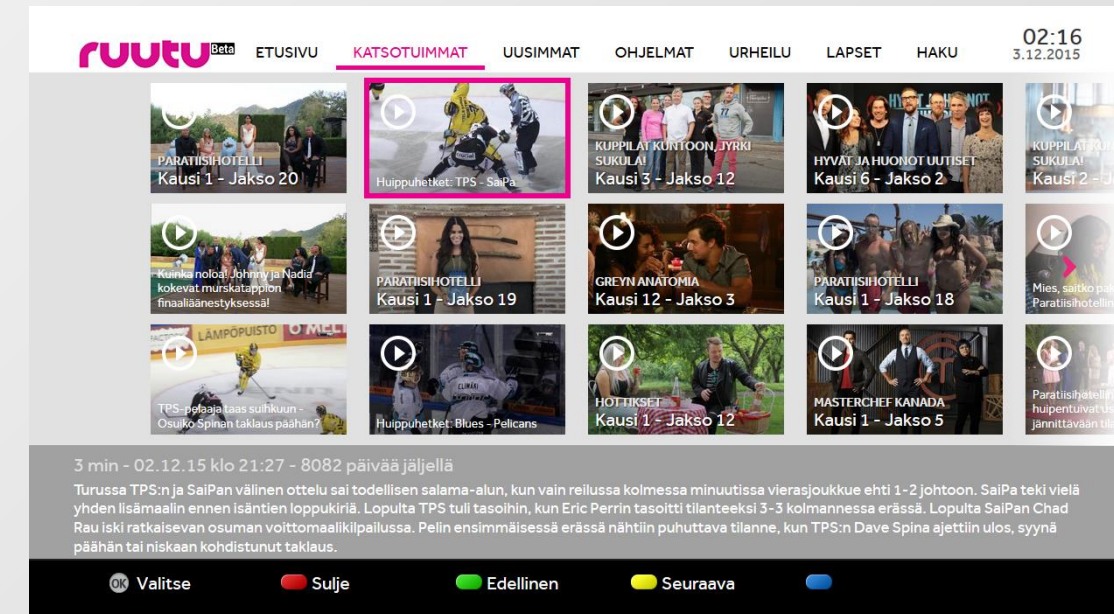 ruutu Beta ETUSIVU KATSOTUIMMAT UUSIMMAT OHJELMAT URHEILU LAPSET HAKU 02:16
3.12.2015
PARATIISIHOTELLI
Kausi 1 - Jakso 20
Huippuhetket: TPS - SaiPa
KUPPILAT KUNTOON, JYRKI
SUKULA!
Kausi 3 - Jakso 12
HYVÄT JA HUONOT UUTISET
Kausi 6 - Jakso 2
KUPPILAT
SUKULA!
Kausi 2 -
Kuinka noloa! Johnny ja Nadia
kokevat murskatappion
finaaliäänestyksessä!
PARATIISIHOTELLI
Kausi 1 - Jakso 19
GREYN ANATOMIA
Kausi 12 - Jakso 3
PARATIISIHOTELLI
Kausi 1 - Jakso 18
Mies, saitko
Paratiisihotellin
LÄMPÖPUISTO
TPS-pelaaja taas suihkuun -
Osuiko Spinan taklaus päähän?
Huippuhetket: Blues - Pelicans
HOTTIKSET
Kausi 1 - Jakso 12
MASTERCHEF KANADA
Kausi 1 - Jakso 5
huipentuivat
jännittävään
3 min - 02.12.15 klo 21:27 - 8082 päivää jäljellä
Turussa TPS:n ja SaiPan välinen ottelu sai todellisen salama-alun, kun vain reilussa kolmessa minuutissa vierasjoukkue ehti 1-2 johtoon. SaiPa teki vielä
yhden lisämaalin ennen isäntien loppukiriä. Lopulta TPS tuli tasoihin, kun Eric Perrin tasoitti tilanteeksi 3-3 kolmannessa erässä. Lopulta SaiPan Chad
Rau iski ratkaisevan osuman voittomaalikilpailussa. Pelin ensimmäisessä erässä nähtiin puhuttava tilanne, kun TPS:n Dave Spina ajettiin ulos, syynä
päähän tai niskaan kohdistunut taklaus.
OK Valitse Sulje Edellinen Seuraava